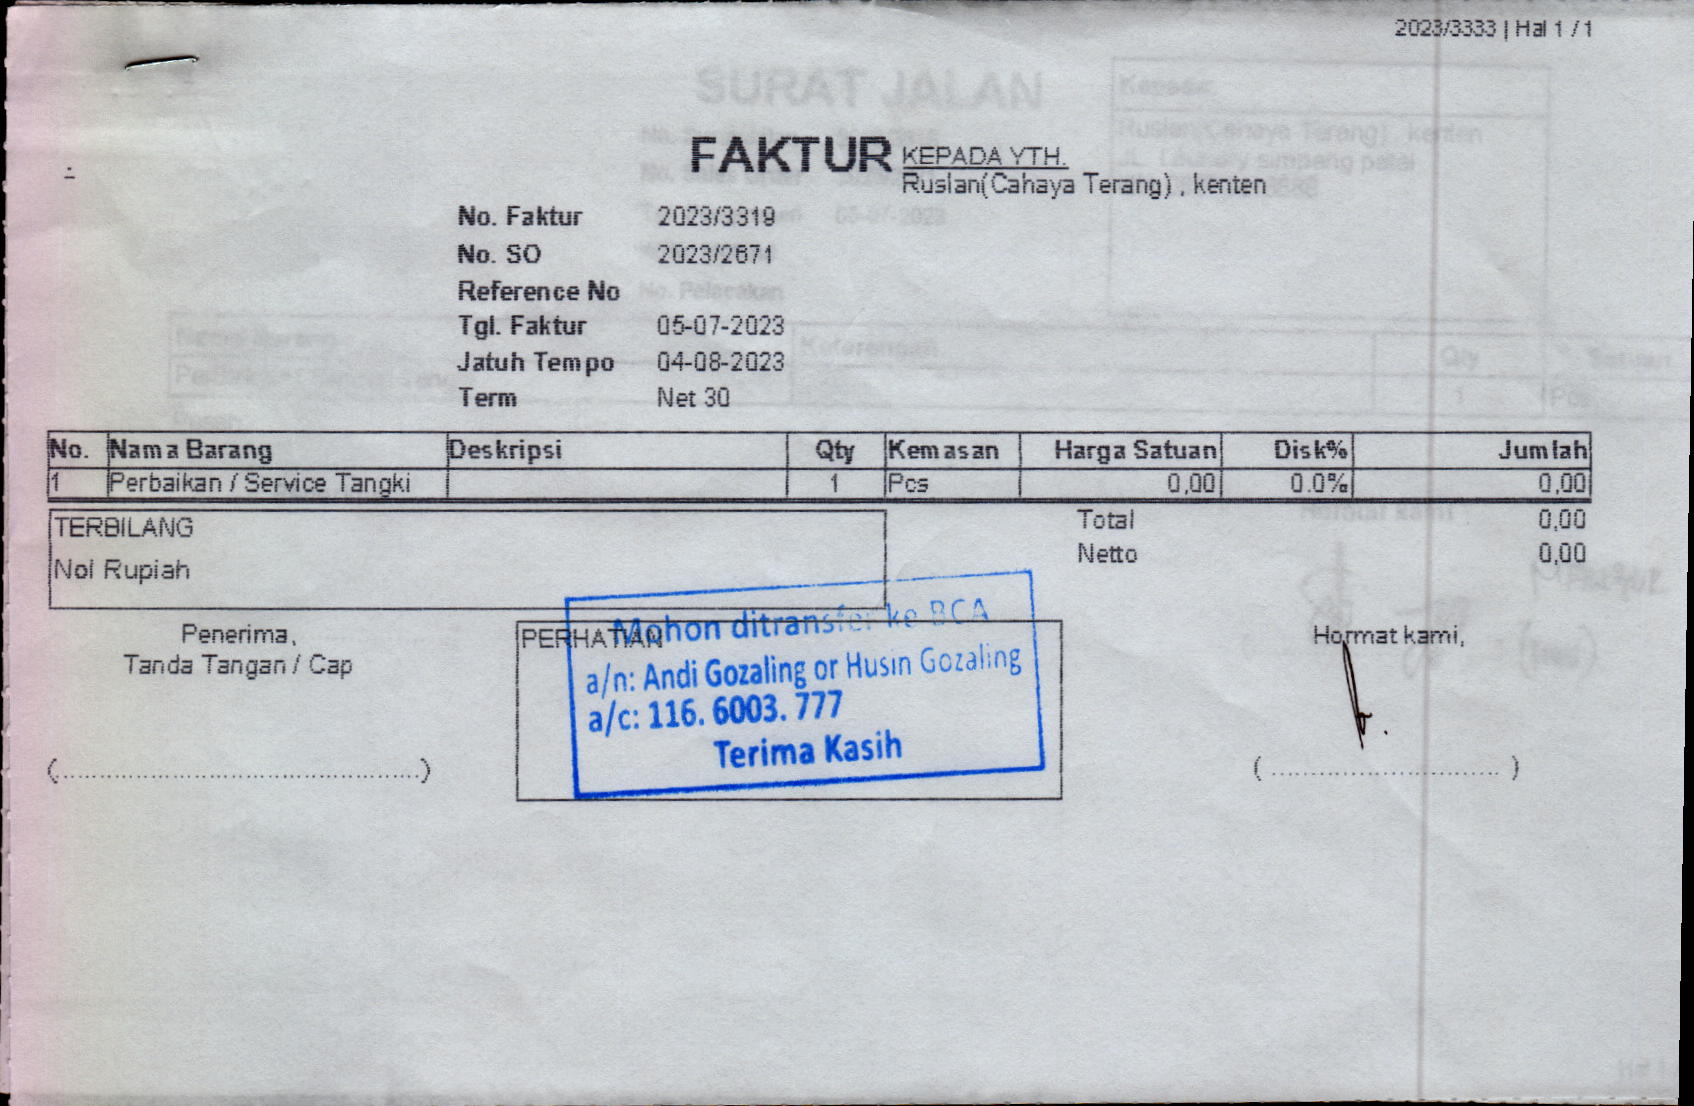 2023/3333 | Hal 1 / 1
SURAT JALAN
FAKTUR
KEPADA YTH.
Ruslan(Cahaya Terang) , kenten
No. Faktur 2023/3319
No. SO 2023/2671
Reference No
Tgl. Faktur 05-07-2023
Jatuh Tempo 04-08-2023
Term Net 30
No. Nama Barang Deskripsi Qty Kemasan Harga Satuan Disk% Jumlah
1 Perbaikan / Service Tangki 1 Pcs 0,00 0.0% 0,00
TERBILANG
Nol Rupiah
Total 0,00
Netto 0,00
Penerima,
Tanda Tangan / Cap
(......................................................)
PERHATIAN
Mohon ditransfer ke BCA
a/n: Andi Gozaling or Husin Gozaling
a/c: 116. 6003. 777
Terima Kasih
Hormat kami,
( .................................. )